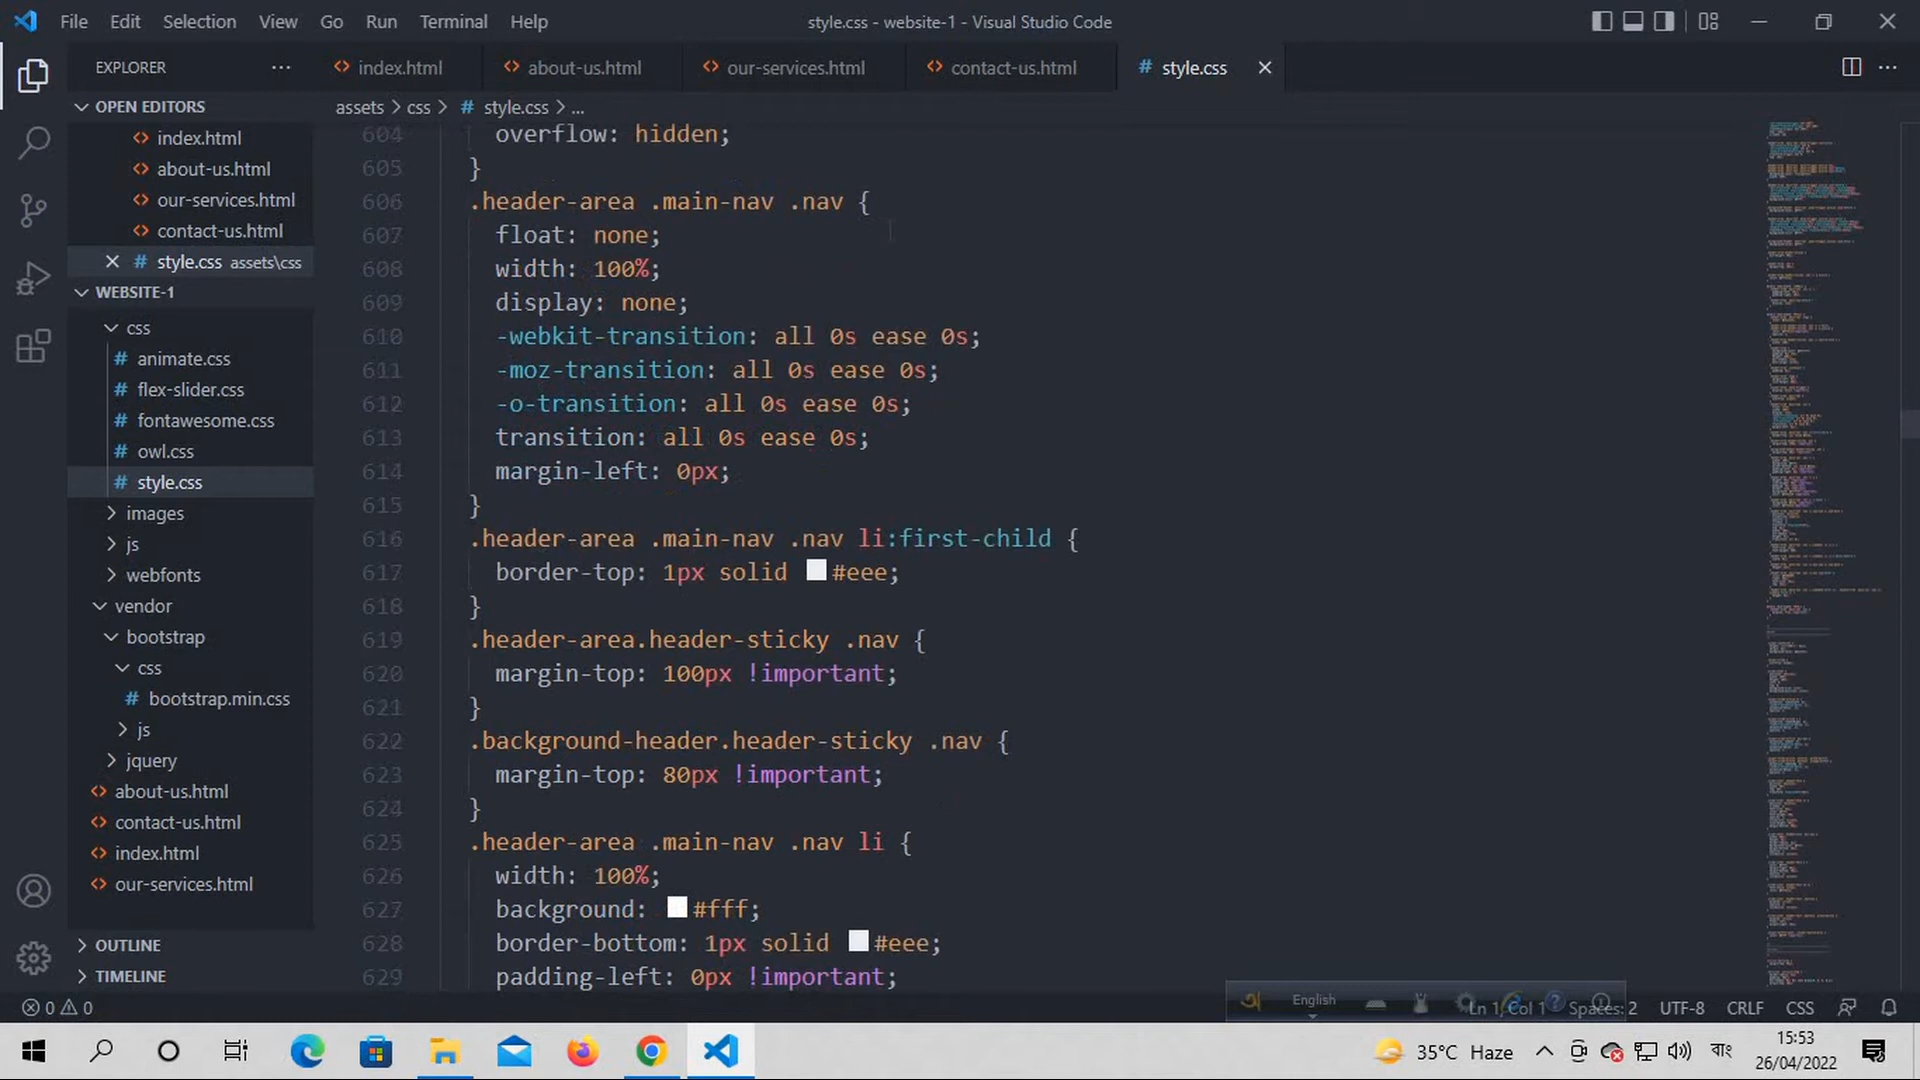 File Edit Selection View Go Run Terminal Help style.css - website-1 - Visual Studio Code
EXPLORER ... <> index.html <> about-us.html <> our-services.html <> contact-us.html # style.css
OPEN EDITORS
assets > css > # style.css > ...
<> index.html
<> about-us.html
<> our-services.html
<> contact-us.html
# style.css assets\css
WEBSITE-1
css
# animate.css
# flex-slider.css
# fontawesome.css
# owl.css
# style.css
images
js
webfonts
vendor
bootstrap
css
# bootstrap.min.css
js
jquery
<> about-us.html
<> contact-us.html
<> index.html
<> our-services.html
OUTLINE
TIMELINE
604 overflow: hidden;
605 }
606 .header-area .main-nav .nav {
607 float: none;
608 width: 100%;
609 display: none;
610 -webkit-transition: all 0s ease 0s;
611 -moz-transition: all 0s ease 0s;
612 -o-transition: all 0s ease 0s;
613 transition: all 0s ease 0s;
614 margin-left: 0px;
615 }
616 .header-area .main-nav .nav li:first-child {
617 border-top: 1px solid #eee;
618 }
619 .header-area.header-sticky .nav {
620 margin-top: 100px !important;
621 }
622 .background-header.header-sticky .nav {
623 margin-top: 80px !important;
624 }
625 .header-area .main-nav .nav li {
626 width: 100%;
627 background: #fff;
628 border-bottom: 1px solid #eee;
629 padding-left: 0px !important;
0 0 English Ln 1, Col 1 Spaces: 2 UTF-8 CRLF CSS
35°C Haze বাং 15:53
26/04/2022